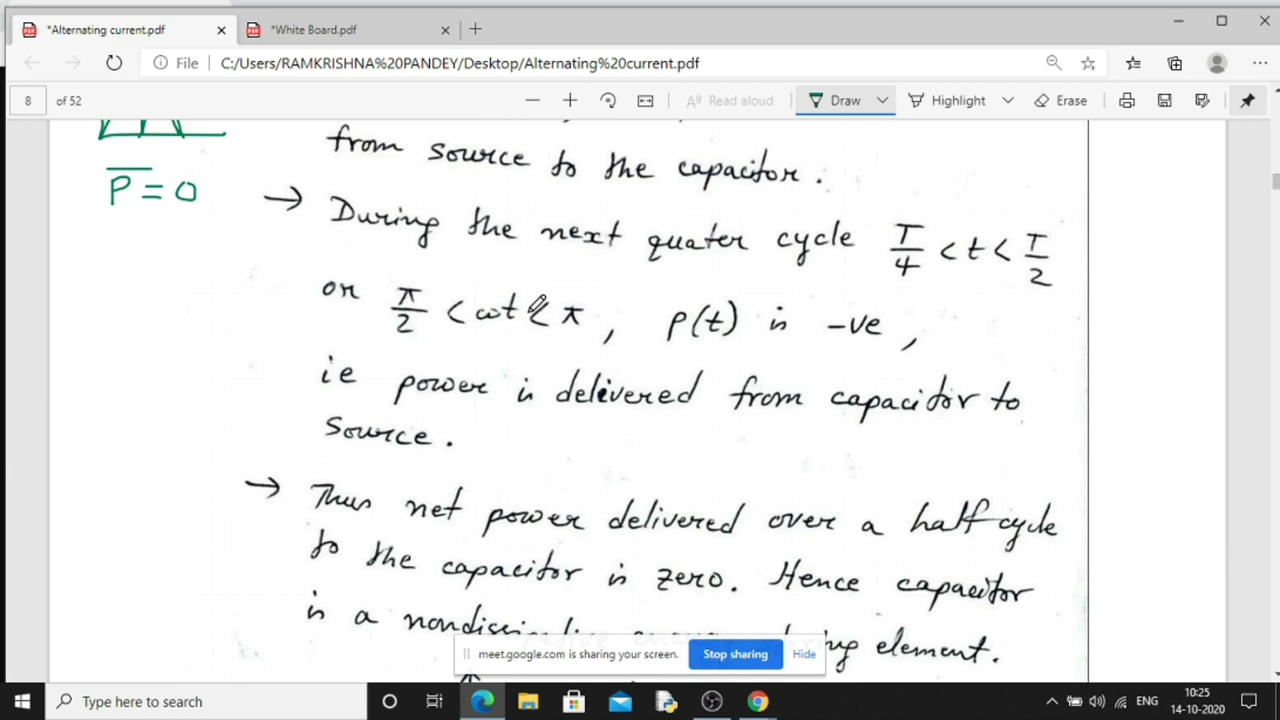 *Alternating current.pdf
*White Board.pdf
File
C:/Users/RAMKRISHNA%20PANDEY/Desktop/Alternating%20current.pdf
8 of 52
Read aloud
Draw
Highlight
Erase
from source to the capacitor.
P̅ = 0
→ During the next quater cycle T/4 < t < T/2
or π/2 < ωt < π, p(t) is -ve,
ie power is delivered from capacitor to
source.
→ Thus net power delivered over a half cycle
to the capacitor is zero. Hence capacitor
is a element.
meet.google.com is sharing your screen.
Stop sharing
Hide
Type here to search
ENG
10:25
14-10-2020